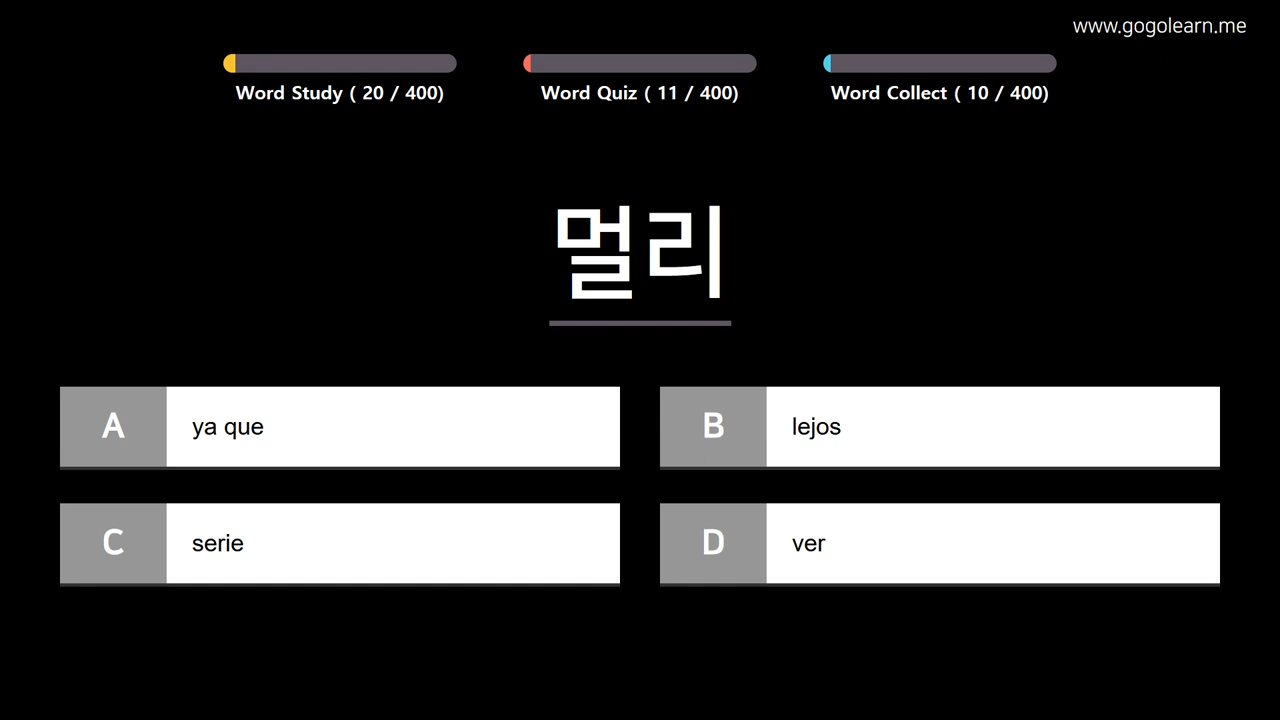 www.gogolearn.me
Word Study ( 20 / 400)
Word Quiz ( 11 / 400)
Word Collect ( 10 / 400)
멀리
A ya que
B lejos
C serie
D ver